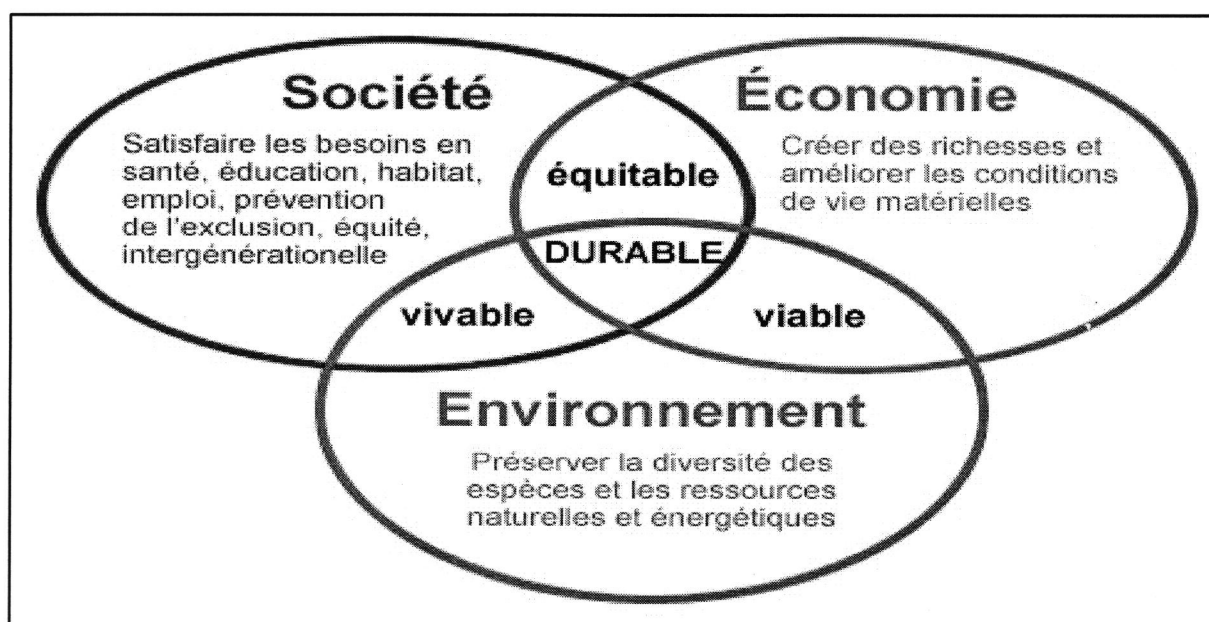 Société
Satisfaire les besoins en
santé, éducation, habitat,
emploi, prévention
de l'exclusion, équité,
intergénérationelle
Économie
Créer des richesses et
améliorer les conditions
de vie matérielles
équitable
DURABLE
vivable
viable
Environnement
Préserver la diversité des
espèces et les ressources
naturelles et énergétiques